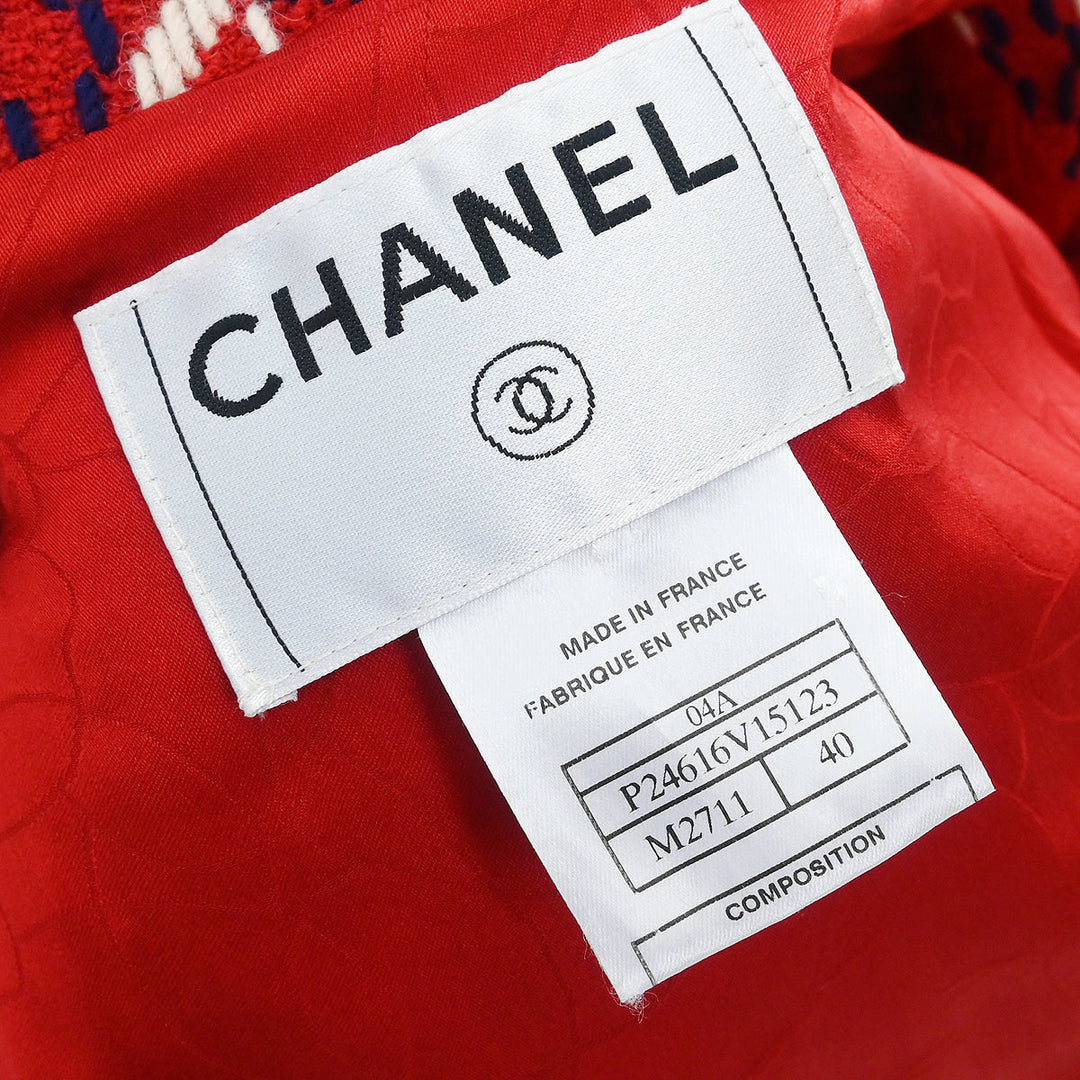 CHANEL
MADE IN FRANCE
FABRIQUE EN FRANCE
04A
P24616V15123
M2711 40
COMPOSITION